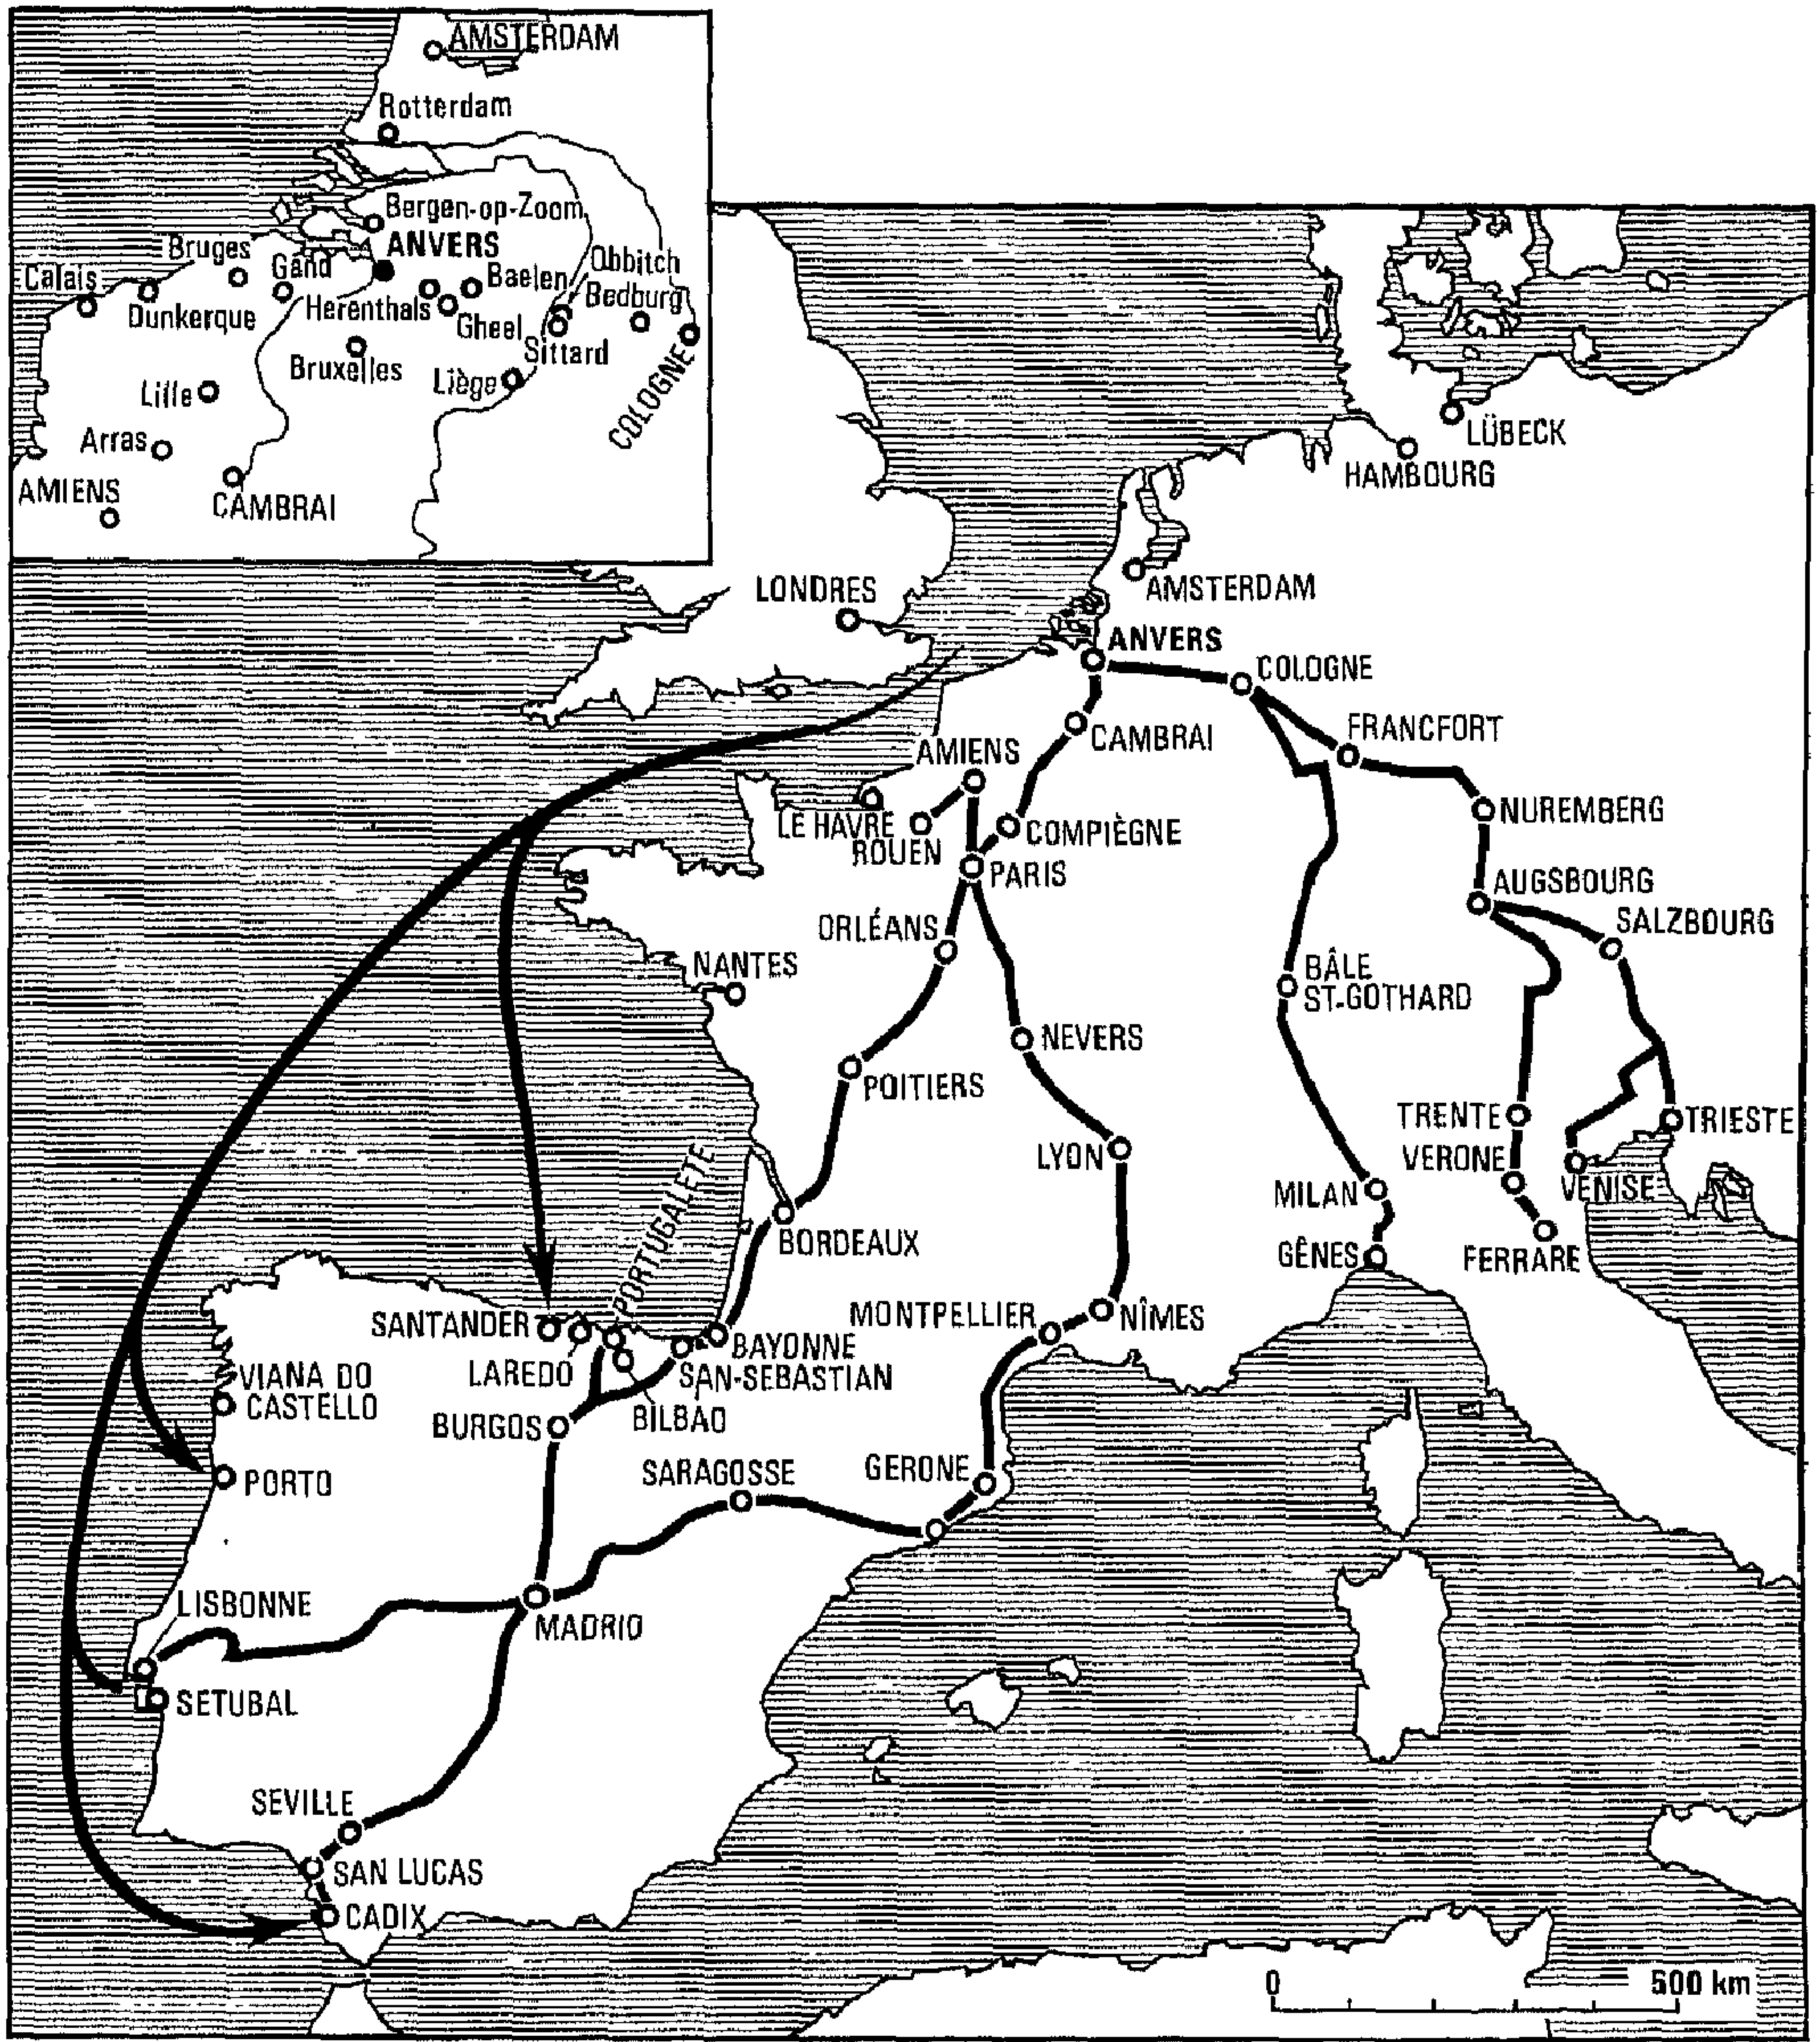 AMSTERDAM
Rotterdam
Bergen-op-Zoom
ANVERS
Bruges
Gand
Calais
Dunkerque
Herenthals
Baelen
Obbitch
Bedburg
Gheel
Sittard
Bruxelles
Liège
COLOGNE
Lille
Arras
AMIENS
CAMBRAI
LÜBECK
HAMBOURG
AMSTERDAM
LONDRES
ANVERS
COLOGNE
CAMBRAI
FRANCFORT
AMIENS
NUREMBERG
LE HAVRE
ROUEN
COMPIÈGNE
PARIS
AUGSBOURG
SALZBOURG
ORLÉANS
NANTES
BÂLE
ST-GOTHARD
NEVERS
POITIERS
TRENTE
TRIESTE
LYON
VERONE
VENISE
MILAN
PORTUGALETE
BORDEAUX
GÊNES
FERRARE
SANTANDER
MONTPELLIER
NÎMES
LAREDO
BAYONNE
SAN-SEBASTIAN
VIANA DO
CASTELLO
BILBAO
BURGOS
PORTO
SARAGOSSE
GERONE
LISBONNE
MADRID
SETUBAL
SEVILLE
SAN LUCAS
CADIX
0 500 km